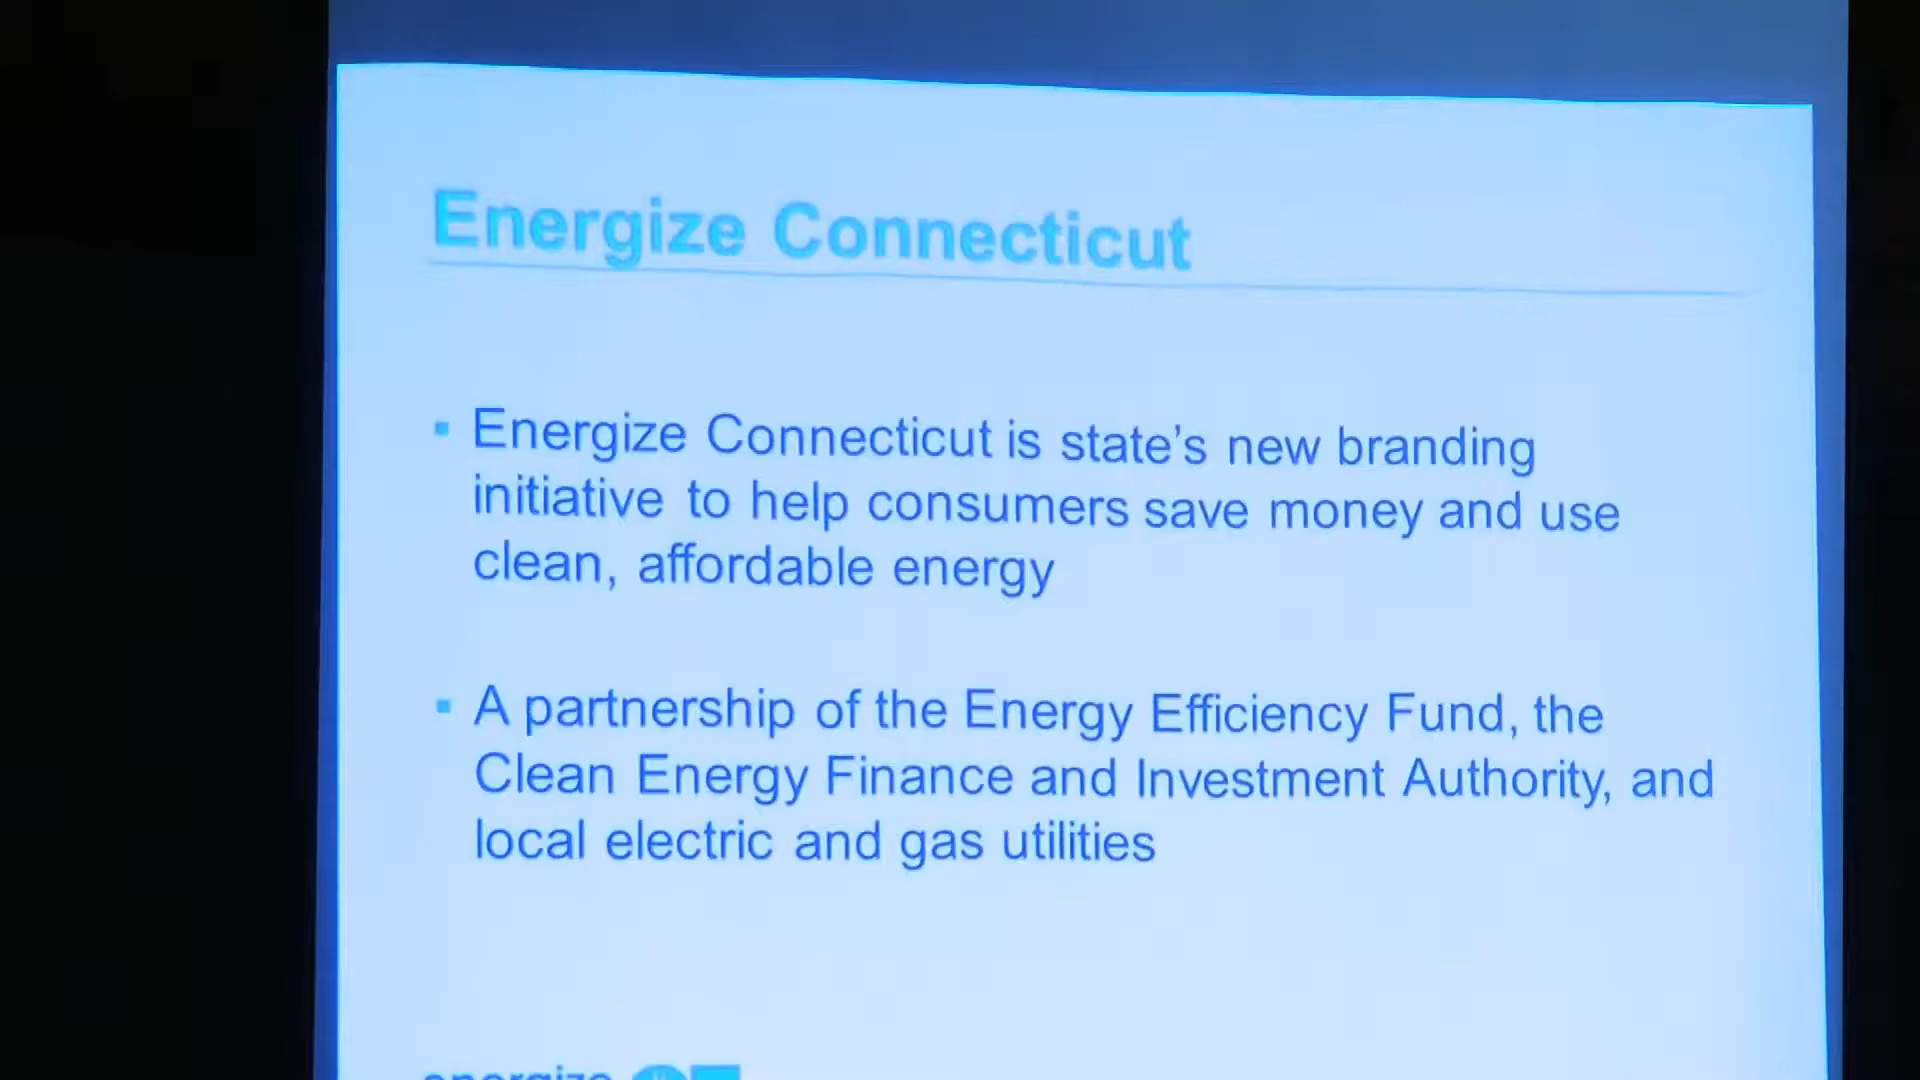 Energize Connecticut
▪ Energize Connecticut is state's new branding
initiative to help consumers save money and use
clean, affordable energy
▪ A partnership of the Energy Efficiency Fund, the
Clean Energy Finance and Investment Authority, and
local electric and gas utilities
energize